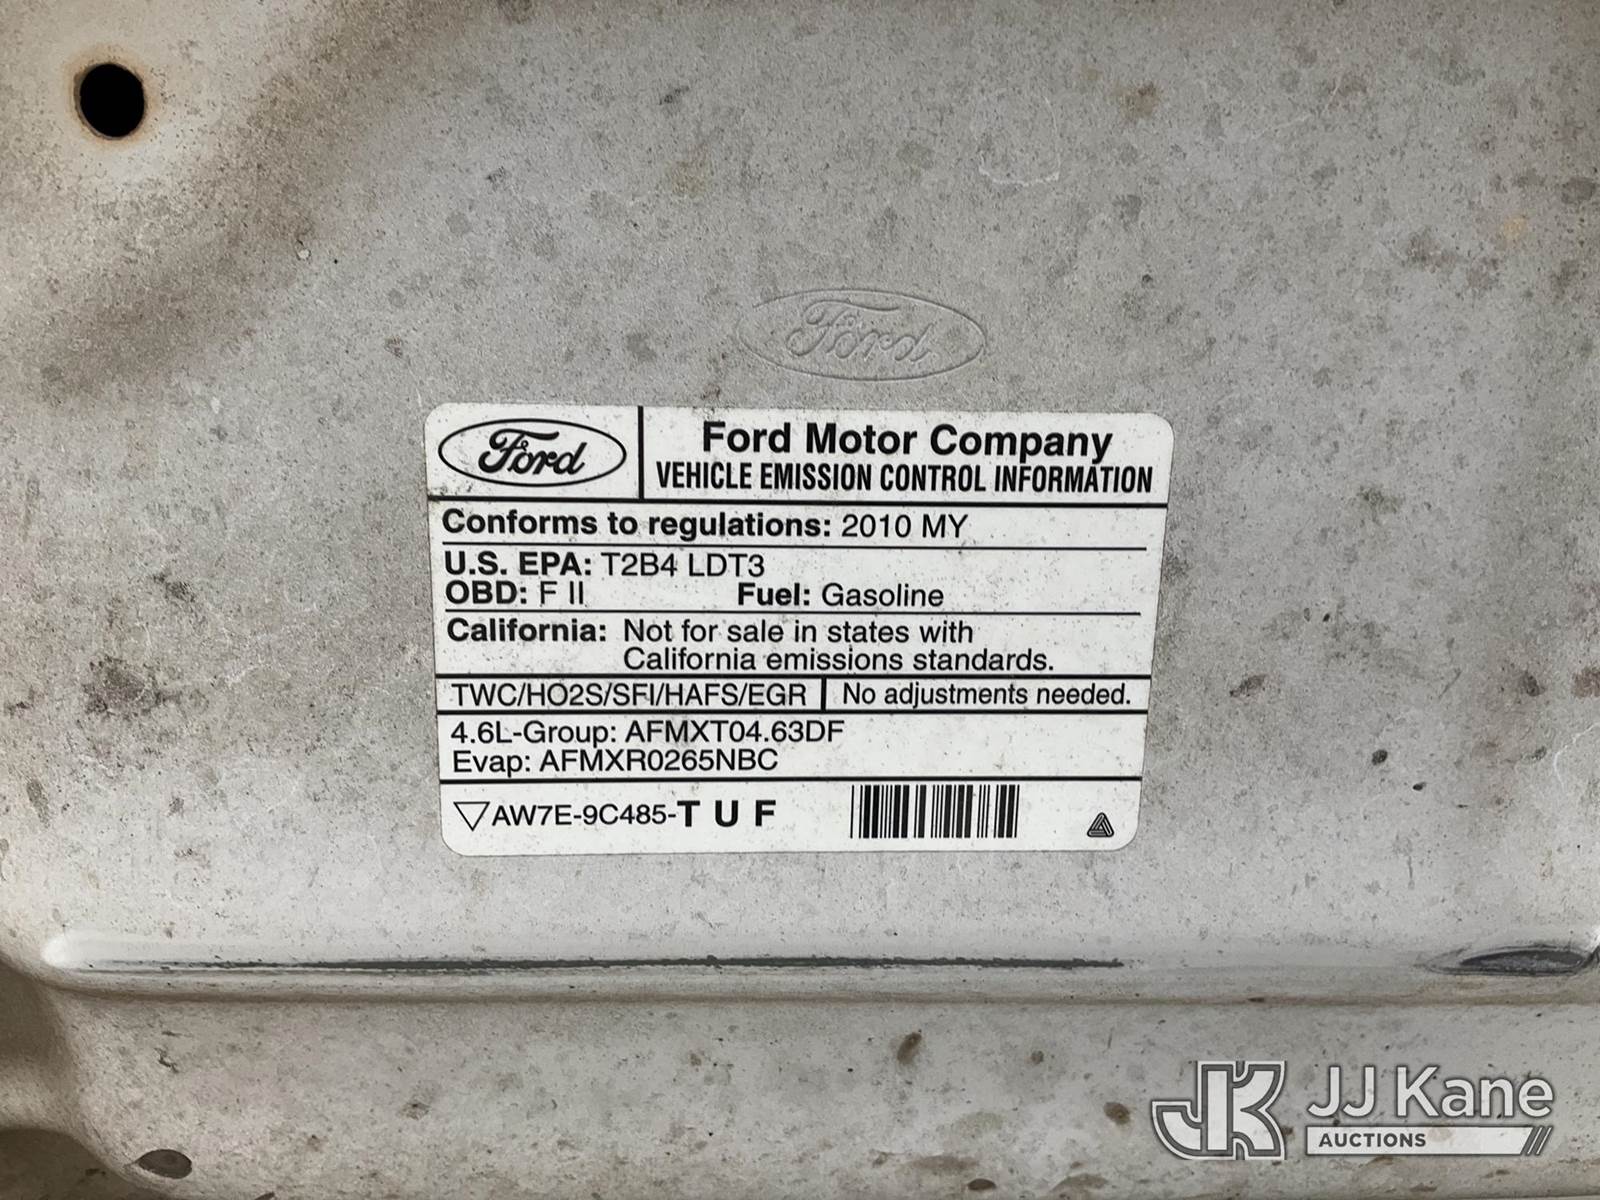 Ford
Ford
Ford Motor Company
VEHICLE EMISSION CONTROL INFORMATION
Conforms to regulations: 2010 MY
U.S. EPA: T2B4 LDT3
OBD: F II Fuel: Gasoline
California: Not for sale in states with
California emissions standards.
TWC/HO2S/SFI/HAFS/EGR No adjustments needed.
4.6L-Group: AFMXT04.63DF
Evap: AFMXR0265NBC
AW7E-9C485-T U F
JK JJ Kane
AUCTIONS